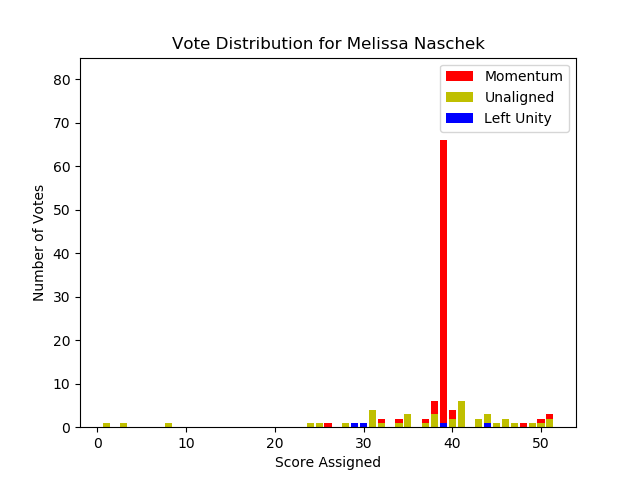 Vote Distribution for Melissa Naschek
Momentum
Unaligned
Left Unity
80
70
60
50
40
30
20
10
0
Number of Votes
0 10 20 30 40 50
Score Assigned